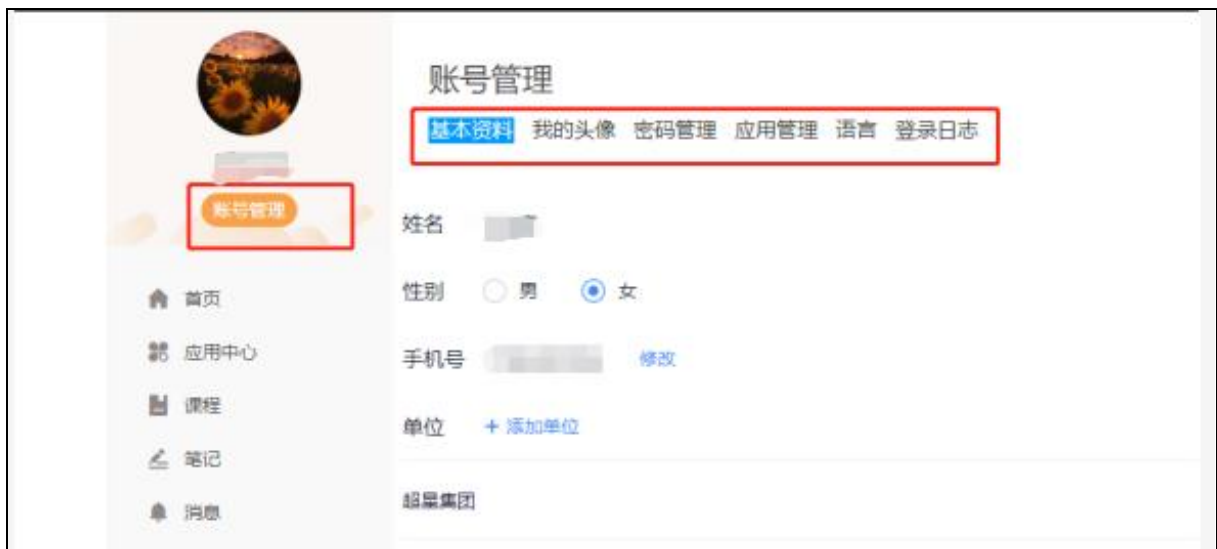 账号管理
基本资料 我的头像 密码管理 应用管理 语言 登录日志
账号管理
姓名
性别 男 女
手机号 修改
单位 + 添加单位
超星集团
首页
应用中心
课程
笔记
消息